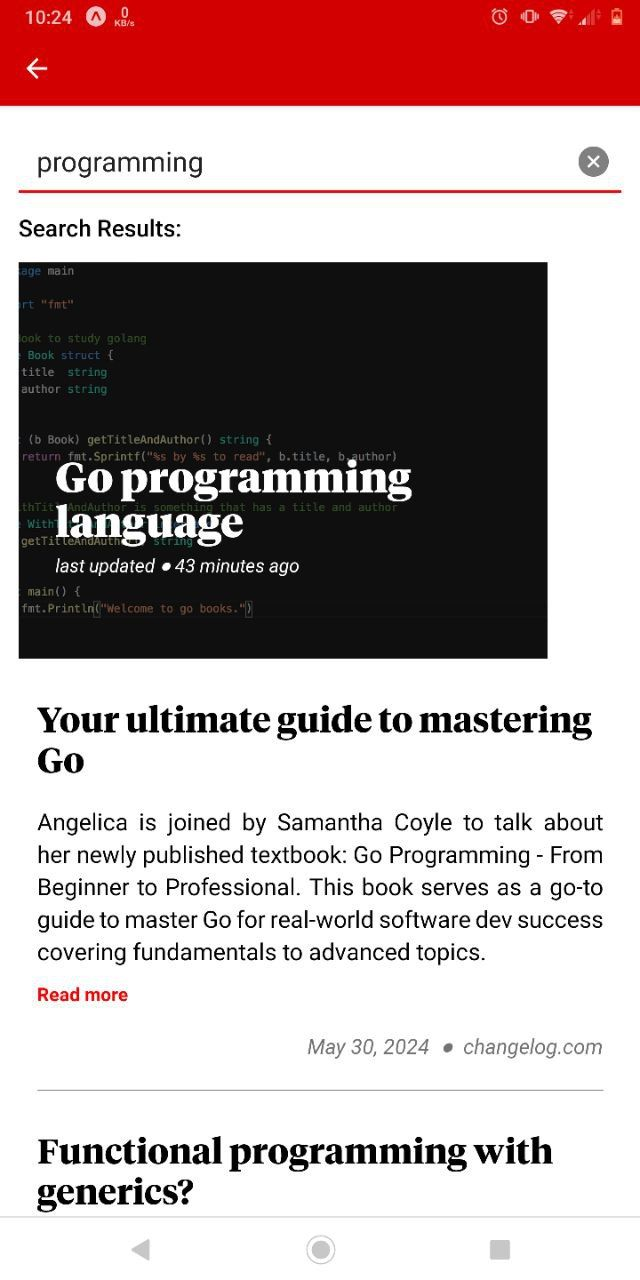 10:24
0
KB/s
programming
Search Results:
age main
rt "fmt"
ook to study golang
Book struct {
title string
author string
(b Book) getTitleAndAuthor() string {
return fmt.Sprintf("%s by %s to read", b.title, b.author)
Go programming
thTitleAndAuthor is something that has a title and author
language
getTitleAndAuth string
last updated ● 43 minutes ago
main() {
fmt.Println("Welcome to go books.")
Your ultimate guide to mastering
Go
Angelica is joined by Samantha Coyle to talk about
her newly published textbook: Go Programming - From
Beginner to Professional. This book serves as a go-to
guide to master Go for real-world software dev success
covering fundamentals to advanced topics.
Read more
May 30, 2024 ● changelog.com
Functional programming with
generics?